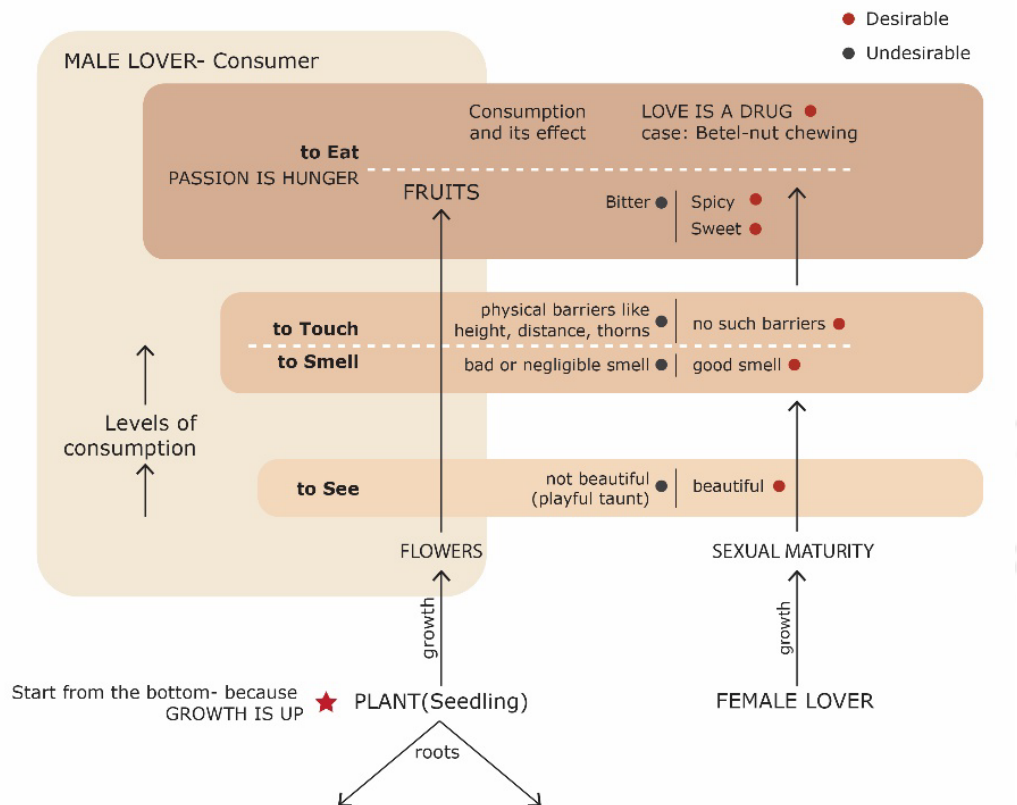 Desirable
Undesirable
MALE LOVER- Consumer
Consumption
and its effect
LOVE IS A DRUG
case: Betel-nut chewing
to Eat
PASSION IS HUNGER
FRUITS
Bitter
Spicy
Sweet
to Touch
physical barriers like
height, distance, thorns
no such barriers
to Smell
bad or negligible smell
good smell
Levels of
consumption
to See
not beautiful
(playful taunt)
beautiful
FLOWERS
SEXUAL MATURITY
growth
growth
Start from the bottom- because
GROWTH IS UP
PLANT(Seedling)
FEMALE LOVER
roots